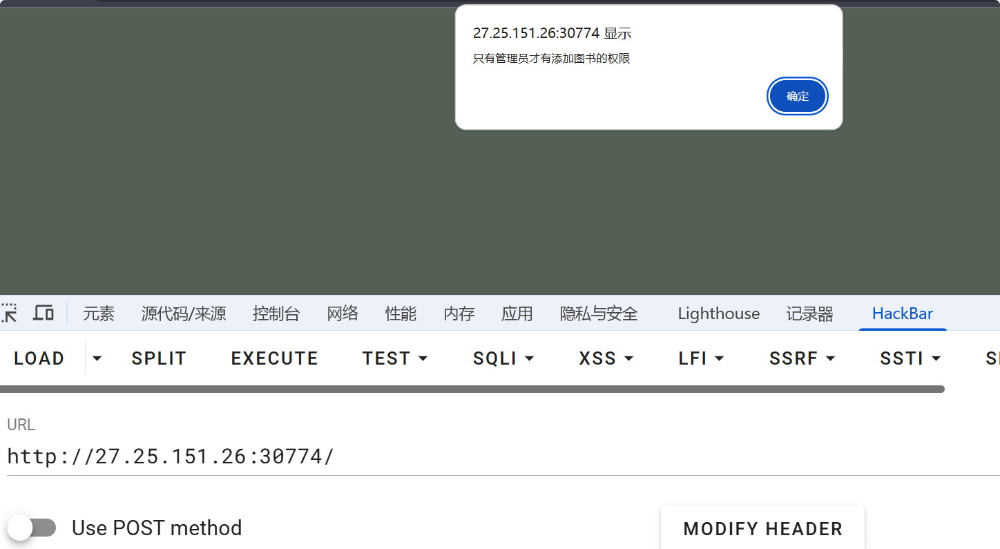 27.25.151.26:30774 显示
只有管理员才有添加图书的权限
确定
元素 源代码/来源 控制台 网络 性能 内存 应用 隐私与安全 Lighthouse 记录器 HackBar
LOAD SPLIT EXECUTE TEST SQLI XSS LFI SSRF SSTI
URL
http://27.25.151.26:30774/
Use POST method MODIFY HEADER